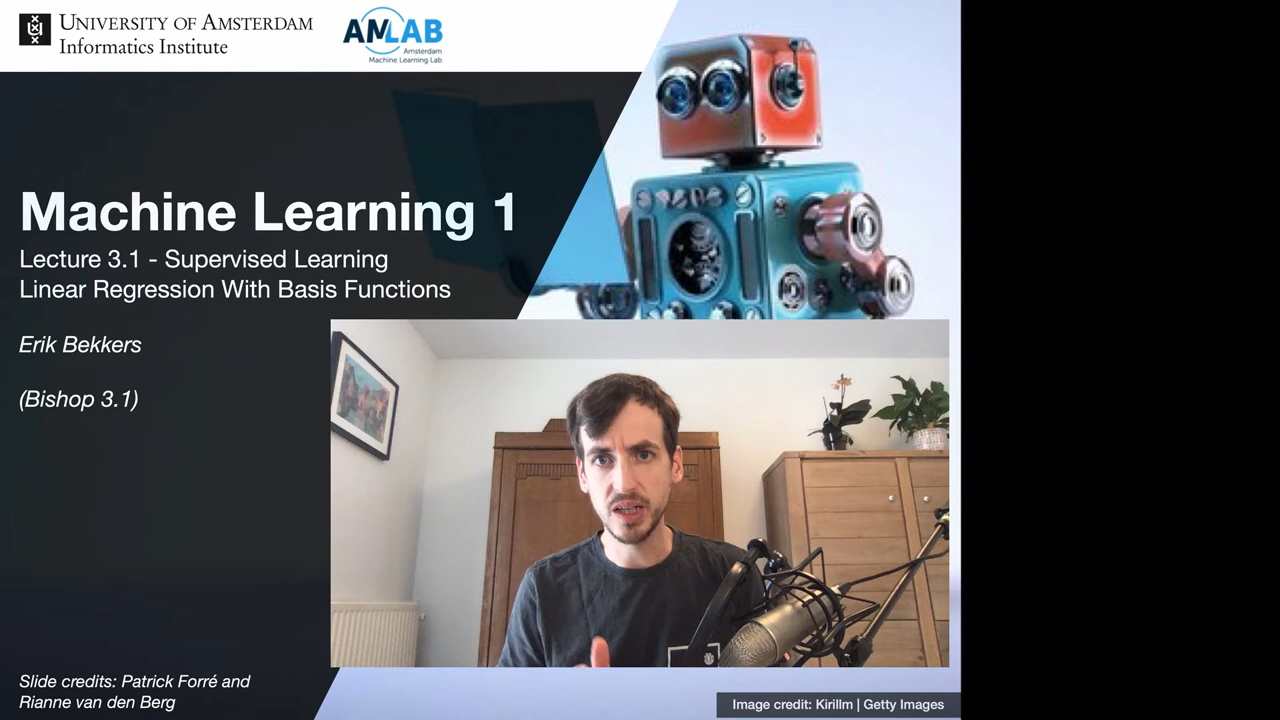 UNIVERSITY OF AMSTERDAM
Informatics Institute
AMLAB
Amsterdam
Machine Learning Lab
Machine Learning 1
Lecture 3.1 - Supervised Learning
Linear Regression With Basis Functions
Erik Bekkers
(Bishop 3.1)
Slide credits: Patrick Forré and
Rianne van den Berg
Image credit: Kirillm | Getty Images